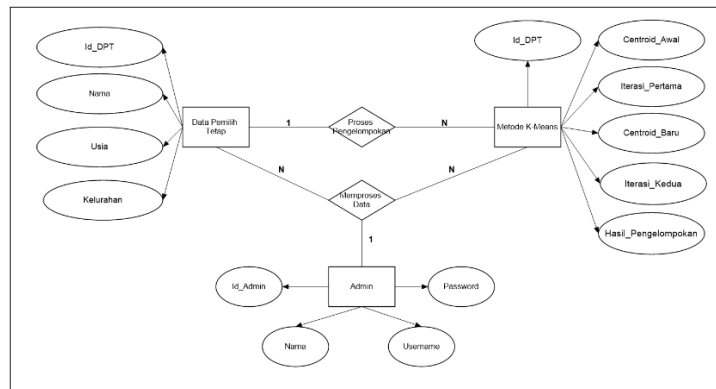 Id_DPT
Nama
Usia
Kelurahan
Data Pemilih
Tetap
1
Proses
Pengelompokan
N
Id_DPT
Metode K-Means
Centroid_Awal
Iterasi_Pertama
Centroid_Baru
Iterasi_Kedua
Hasil_Pengelompokan
N
Memproses
Data
N
1
Id_Admin
Admin
Password
Nama
Username